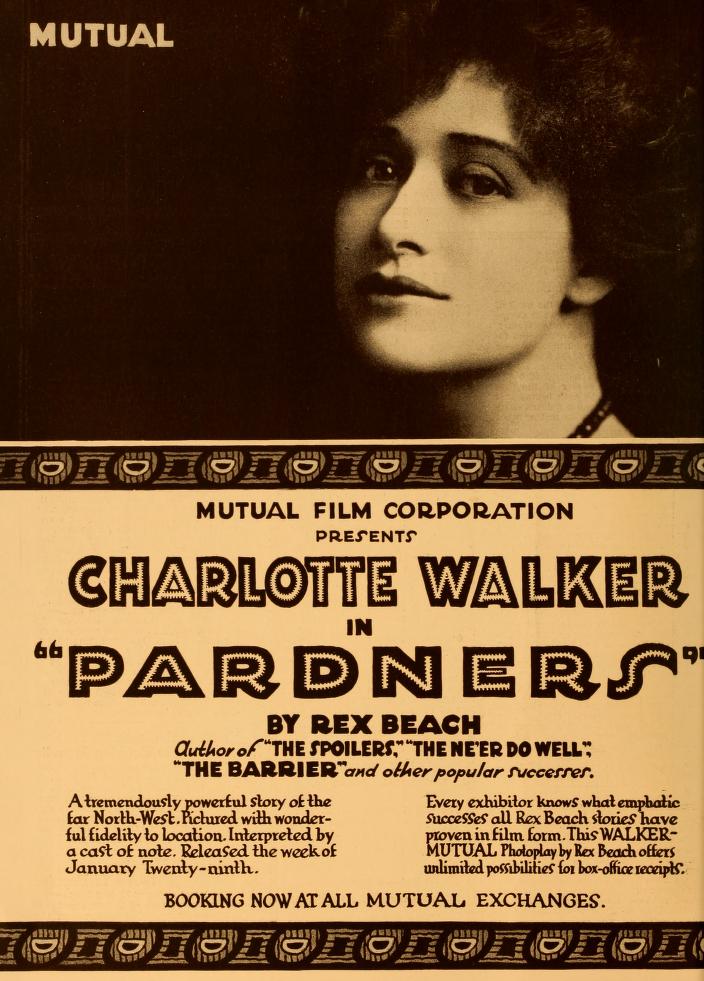 MUTUAL
MUTUAL FILM CORPORATION
PRESENTS
CHARLOTTE WALKER
IN
"PARDNERS"
BY REX BEACH
Author of "THE SPOILERS," "THE NE'ER DO WELL",
"THE BARRIER" and other popular successes.
A tremendously powerful story of the
far North-West. Pictured with wonder-
ful fidelity to location. Interpreted by
a cast of note. Released the week of
January Twenty-ninth.
Every exhibitor knows what emphatic
successes all Rex Beach stories have
proven in film form. This WALKER-
MUTUAL Photoplay by Rex Beach offers
unlimited possibilities for box-office receipts.
BOOKING NOW AT ALL MUTUAL EXCHANGES.